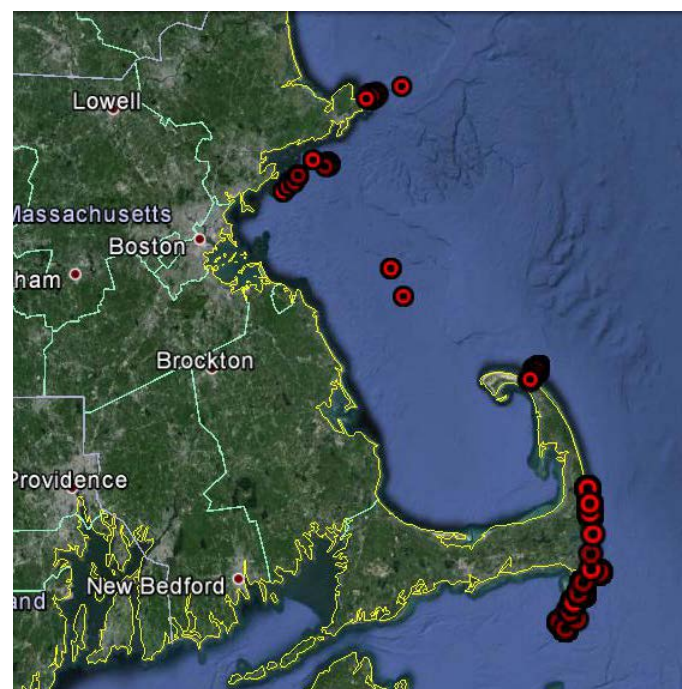 Lowell
Massachusetts
Boston
ham
Brockton
Providence
New Bedford
and